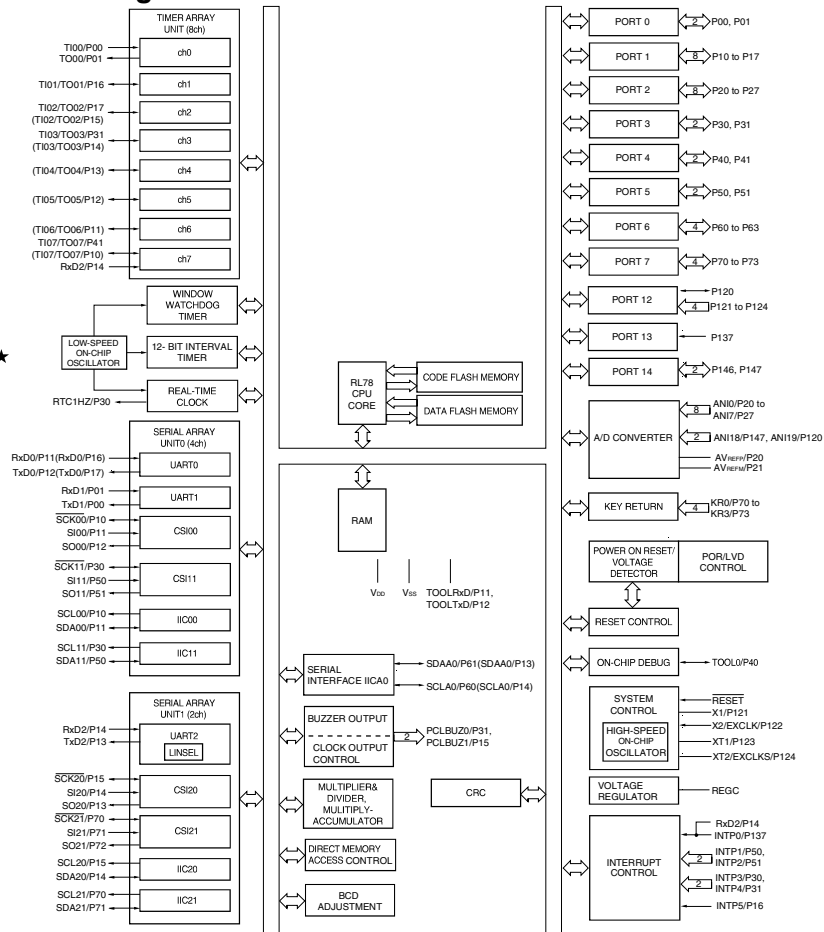 TIMER ARRAY
UNIT (8ch)
TI00/P00
TO00/P01
ch0
TI01/TO01/P16
ch1
TI02/TO02/P17
(TI02/TO02/P15)
ch2
TI03/TO03/P31
(TI03/TO03/P14)
ch3
(TI04/TO04/P13)
ch4
(TI05/TO05/P12)
ch5
(TI06/TO06/P11)
ch6
TI07/TO07/P41
(TI07/TO07/P10)
RxD2/P14
ch7
WINDOW
WATCHDOG
TIMER
★
LOW-SPEED
ON-CHIP
OSCILLATOR
12- BIT INTERVAL
TIMER
REAL-TIME
CLOCK
RTC1HZ/P30
SERIAL ARRAY
UNIT0 (4ch)
RxD0/P11(RxD0/P16)
TxD0/P12(TxD0/P17)
UART0
RxD1/P01
TxD1/P00
UART1
SCK00/P10
SI00/P11
SO00/P12
CSI00
SCK11/P30
SI11/P50
SO11/P51
CSI11
SCL00/P10
SDA00/P11
IIC00
SCL11/P30
SDA11/P50
IIC11
SERIAL ARRAY
UNIT1 (2ch)
RxD2/P14
TxD2/P13
UART2
LINSEL
SCK20/P15
SI20/P14
SO20/P13
CSI20
SCK21/P70
SI21/P71
SO21/P72
CSI21
SCL20/P15
SDA20/P14
IIC20
SCL21/P70
SDA21/P71
IIC21
RL78
CPU
CORE
CODE FLASH MEMORY
DATA FLASH MEMORY
RAM
VDD
VSS
TOOLRxD/P11,
TOOLTxD/P12
SERIAL
INTERFACE IICA0
SDAA0/P61(SDAA0/P13)
SCLA0/P60(SCLA0/P14)
BUZZER OUTPUT
CLOCK OUTPUT
CONTROL
2
PCLBUZ0/P31,
PCLBUZ1/P15
MULTIPLIER&
DIVIDER,
MULITIPLY-
ACCUMULATOR
CRC
DIRECT MEMORY
ACCESS CONTROL
BCD
ADJUSTMENT
PORT 0
2
P00, P01
PORT 1
8
P10 to P17
PORT 2
8
P20 to P27
PORT 3
2
P30, P31
PORT 4
2
P40, P41
PORT 5
2
P50, P51
PORT 6
4
P60 to P63
PORT 7
4
P70 to P73
PORT 12
P120
4
P121 to P124
PORT 13
P137
PORT 14
2
P146, P147
A/D CONVERTER
8
ANI0/P20 to
ANI7/P27
2
ANI18/P147, ANI19/P120
AVREFP/P20
AVREFM/P21
KEY RETURN
4
KR0/P70 to
KR3/P73
POWER ON RESET/
VOLTAGE
DETECTOR
POR/LVD
CONTROL
RESET CONTROL
ON-CHIP DEBUG
TOOL0/P40
SYSTEM
CONTROL
HIGH-SPEED
ON-CHIP
OSCILLATOR
RESET
X1/P121
X2/EXCLK/P122
XT1/P123
XT2/EXCLKS/P124
VOLTAGE
REGULATOR
REGC
INTERRUPT
CONTROL
RxD2/P14
INTP0/P137
2
INTP1/P50,
INTP2/P51
2
INTP3/P30,
INTP4/P31
INTP5/P16